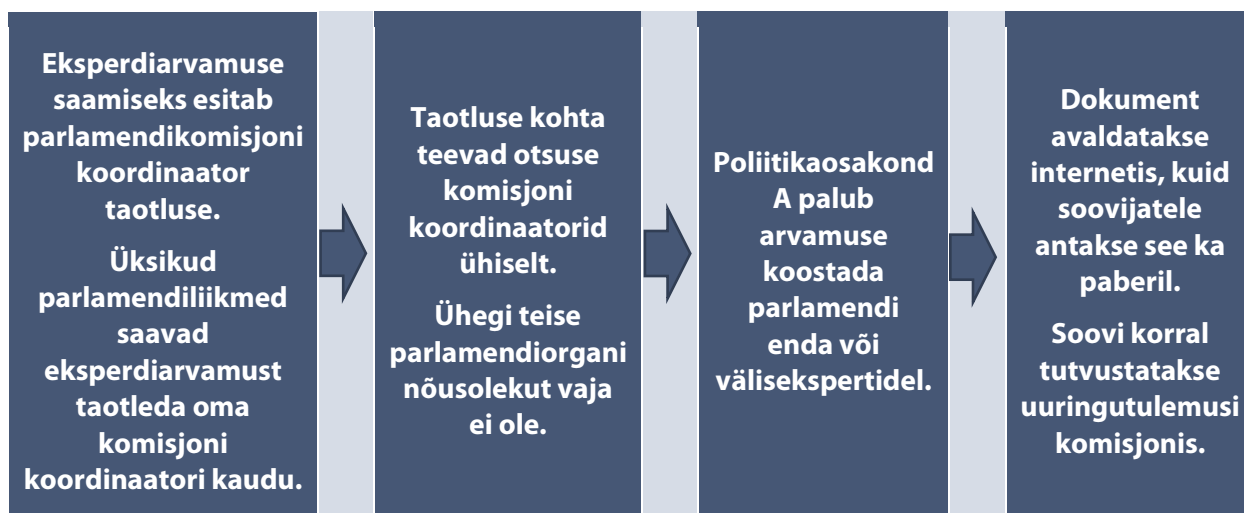 Eksperdiarvamuse
saamiseks esitab
parlamendikomisjoni
koordinaator
taotluse.
Üksikud
parlamendiliikmed
saavad
eksperdiarvamust
taotleda oma
komisjoni
koordinaatori kaudu.
Taotluse kohta
teevad otsuse
komisjoni
koordinaatorid
ühiselt.
Ühegi teise
parlamendiorgani
nõusolekut vaja
ei ole.
Poliitikaosakond
A palub
arvamuse
koostada
parlamendi
enda või
välisekspertidel.
Dokument
avaldatakse
internetis, kuid
soovijatele
antakse see ka
paberil.
Soovi korral
tutvustatakse
uuringutulemusi
komisjonis.